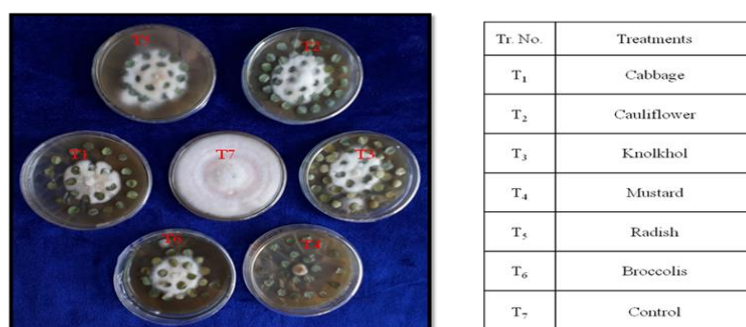 T5
T2
T1
T7
T3
T6
T4
Tr. No. Treatments
T₁ Cabbage
T₂ Cauliflower
T₃ Knolkhol
T₄ Mustard
T₅ Radish
T₆ Broccolis
T₇ Control